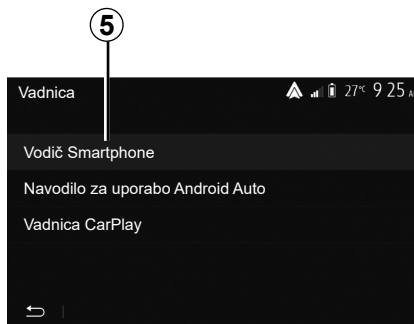 5
Vadnica 27°C 9 25 A
Vodič Smartphone
Navodilo za uporabo Android Auto
Vadnica CarPlay